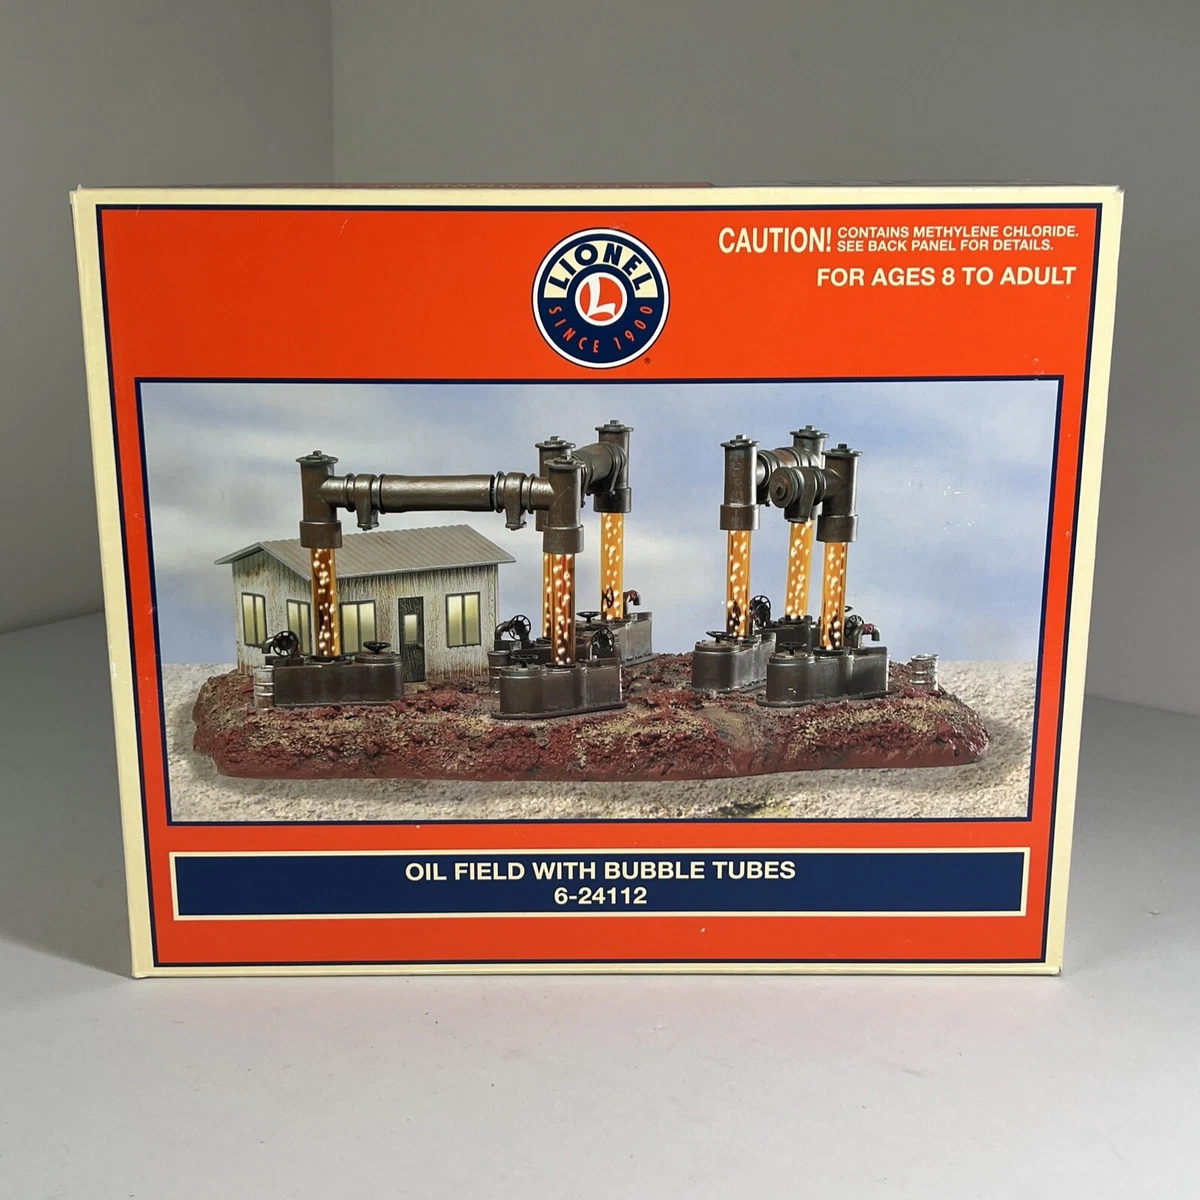 CAUTION! CONTAINS METHYLENE CHLORIDE.
SEE BACK PANEL FOR DETAILS.
FOR AGES 8 TO ADULT
LIONEL
L
SINCE 1900
®
OIL FIELD WITH BUBBLE TUBES
6-24112